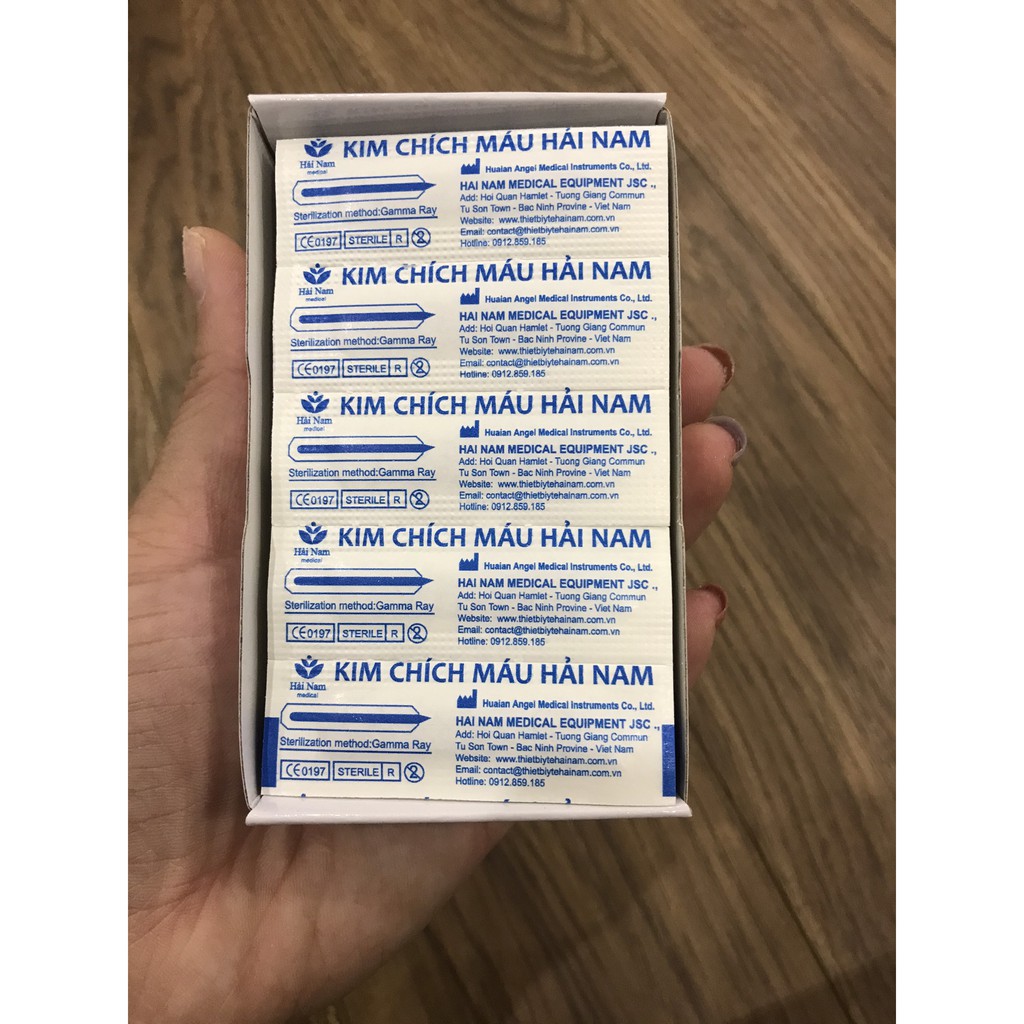 KIM CHÍCH MÁU HẢI NAM
Hải Nam
medical
Huaian Angel Medical Instruments Co., Ltd.
HAI NAM MEDICAL EQUIPMENT JSC .,
Add: Hoi Quan Hamlet - Tuong Giang Commun
Tu Son Town - Bac Ninh Provine - Viet Nam
Website: www.thietbiytehainam.com.vn
Email: contact@thietbiytehainam.com.vn
Hotline: 0912.859.185
Sterilization method:Gamma Ray
CE0197 STERILE R 2
KIM CHÍCH MÁU HẢI NAM
Hải Nam
medical
Huaian Angel Medical Instruments Co., Ltd.
HAI NAM MEDICAL EQUIPMENT JSC .,
Add: Hoi Quan Hamlet - Tuong Giang Commun
Tu Son Town - Bac Ninh Provine - Viet Nam
Website: www.thietbiytehainam.com.vn
Email: contact@thietbiytehainam.com.vn
Hotline: 0912.859.185
Sterilization method:Gamma Ray
CE0197 STERILE R 2
KIM CHÍCH MÁU HẢI NAM
Hải Nam
medical
Huaian Angel Medical Instruments Co., Ltd.
HAI NAM MEDICAL EQUIPMENT JSC .,
Add: Hoi Quan Hamlet - Tuong Giang Commun
Tu Son Town - Bac Ninh Provine - Viet Nam
Website: www.thietbiytehainam.com.vn
Email: contact@thietbiytehainam.com.vn
Hotline: 0912.859.185
Sterilization method:Gamma Ray
CE0197 STERILE R 2
KIM CHÍCH MÁU HẢI NAM
Hải Nam
medical
Huaian Angel Medical Instruments Co., Ltd.
HAI NAM MEDICAL EQUIPMENT JSC .,
Add: Hoi Quan Hamlet - Tuong Giang Commun
Tu Son Town - Bac Ninh Provine - Viet Nam
Website: www.thietbiytehainam.com.vn
Email: contact@thietbiytehainam.com.vn
Hotline: 0912.859.185
Sterilization method:Gamma Ray
CE0197 STERILE R 2
KIM CHÍCH MÁU HẢI NAM
Hải Nam
medical
Huaian Angel Medical Instruments Co., Ltd.
HAI NAM MEDICAL EQUIPMENT JSC .,
Add: Hoi Quan Hamlet - Tuong Giang Commun
Tu Son Town - Bac Ninh Provine - Viet Nam
Website: www.thietbiytehainam.com.vn
Email: contact@thietbiytehainam.com.vn
Hotline: 0912.859.185
Sterilization method:Gamma Ray
CE0197 STERILE R 2